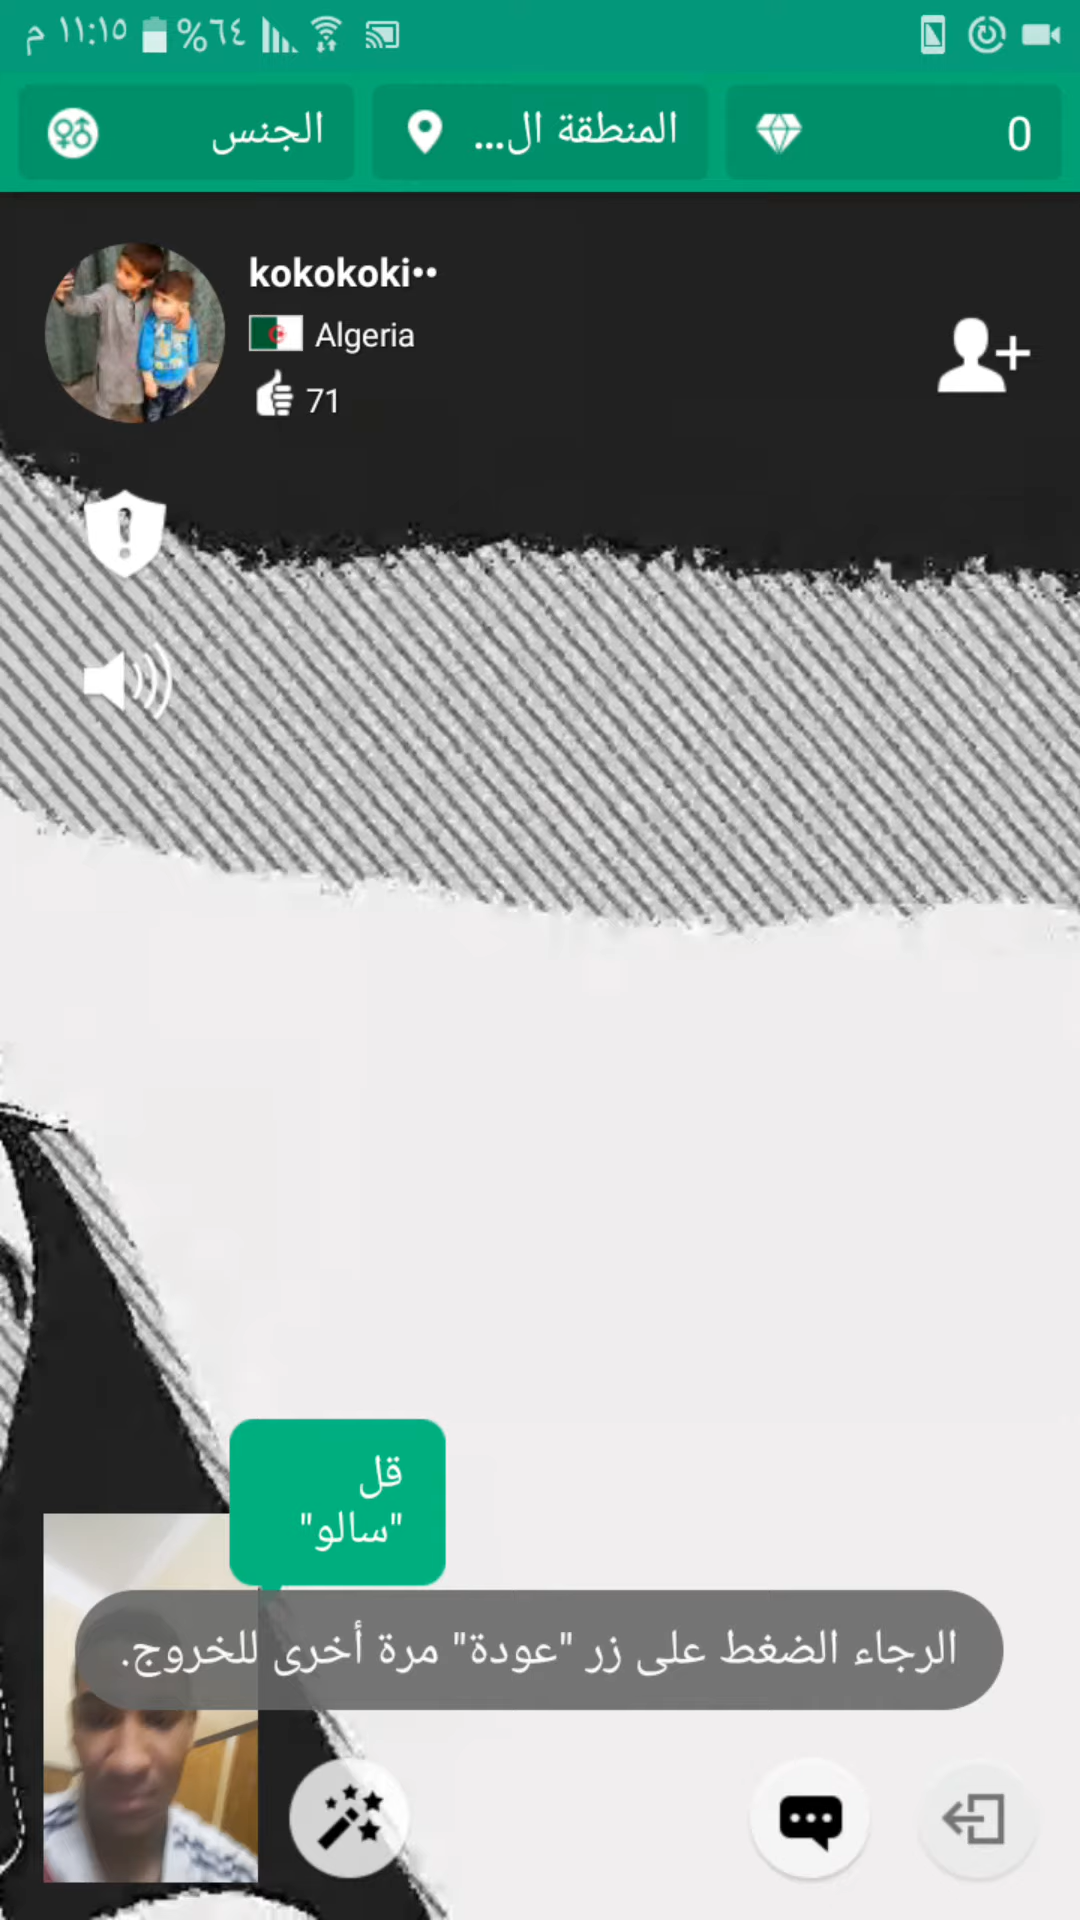 ١١:١٥ م
%٦٤
الجنس
المنطقة ال...
0
kokokoki••
Algeria
71
قل
"سالو"
الرجاء الضغط على زر "عودة" مرة أخرى للخروج.